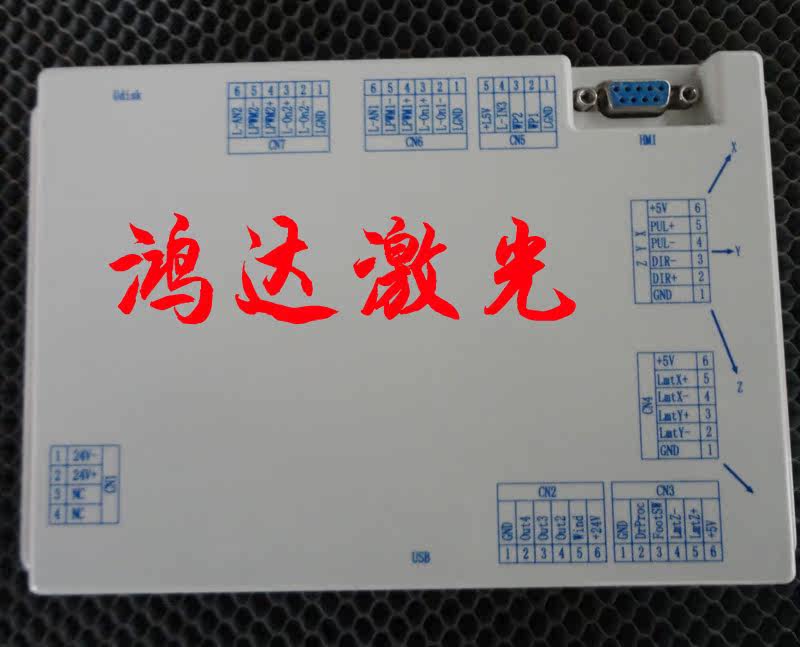 Udisk
6 5 4 3 2 1
L-AN2 LPWM2- LPWM2+ L-On2+ L-On2- LGND
CN7
6 5 4 3 2 1
L-AN1 LPWM1- LPWM1+ L-On1+ L-On1- LGND
CN6
5 4 3 2 1
+L5V L-IN3 WP2 WP1 LGND
CN5
HMI
X
Y
Z
Z Y X
+5V 6
PUL+ 5
PUL- 4
DIR- 3
DIR+ 2
GND 1
鸿达激光
CN4
+5V 6
LmtX+ 5
LmtX- 4
LmtY+ 3
LmtY- 2
GND 1
1 24V-
2 24V+
3 NC
4 NC
CN1
CN2
GND Out4 Out3 Out2 Wind +24V
1 2 3 4 5 6
CN3
GND DrProc FootSW LmtZ- LmtZ+ +5V
1 2 3 4 5 6
USB